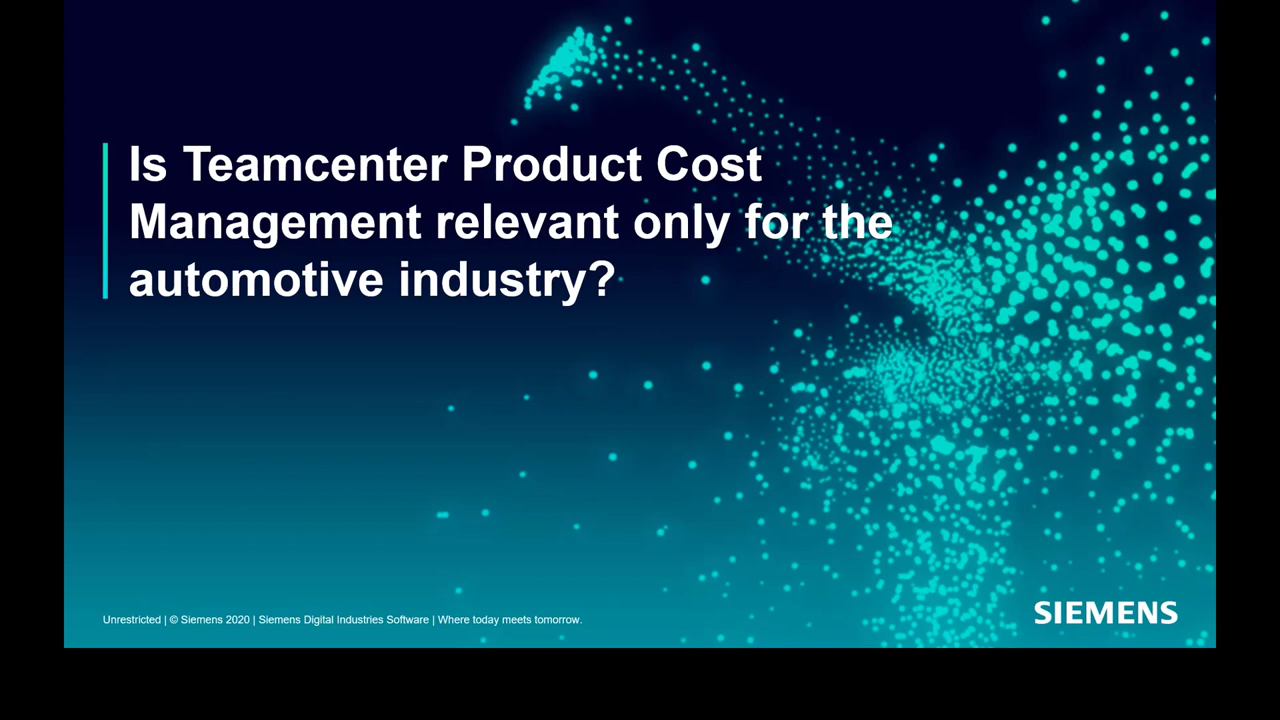 Is Teamcenter Product Cost
Management relevant only for the
automotive industry?
Unrestricted | © Siemens 2020 | Siemens Digital Industries Software | Where today meets tomorrow.
SIEMENS